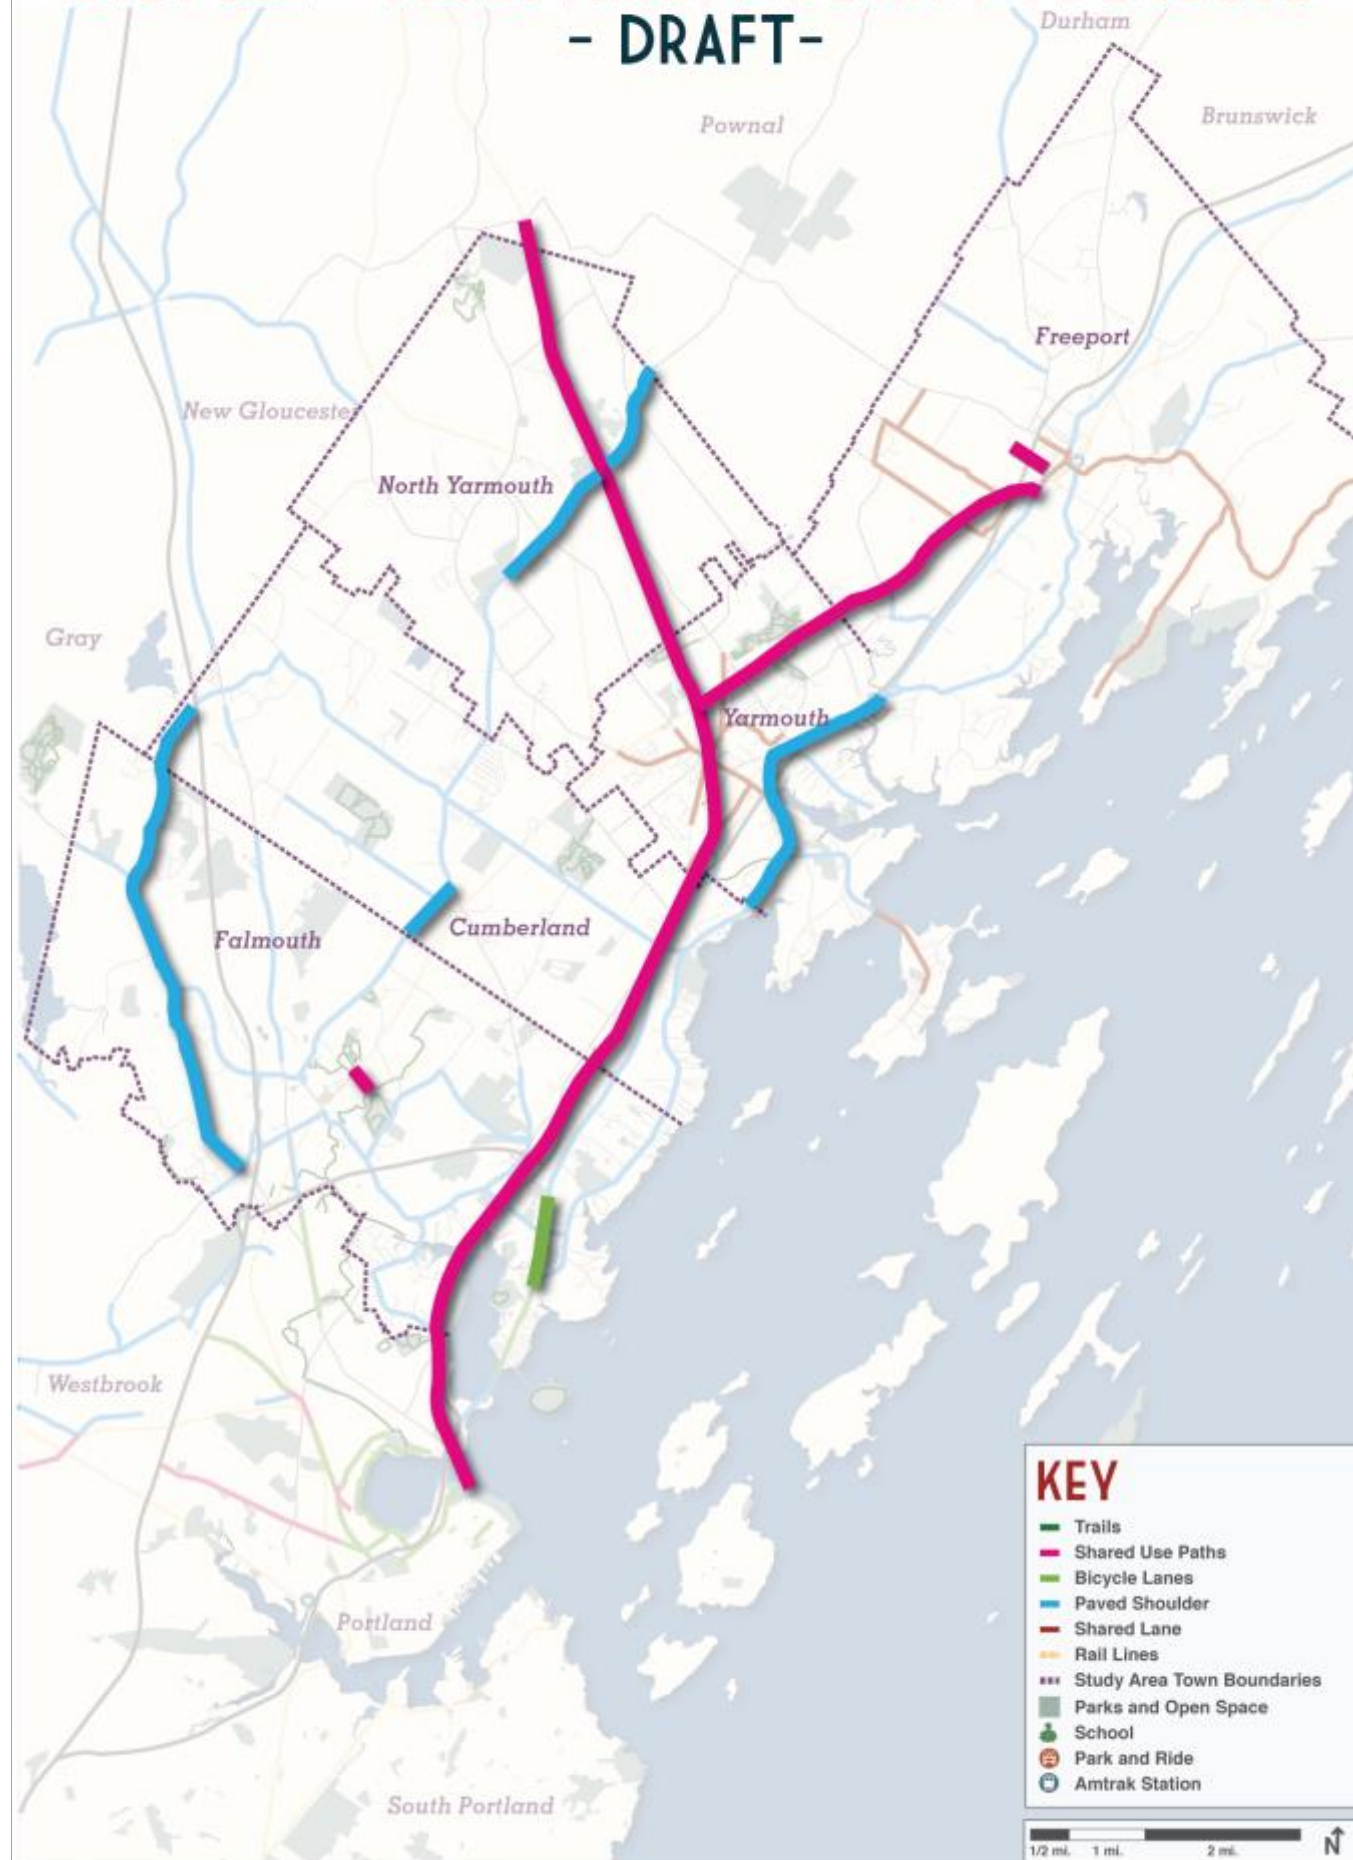 - DRAFT-
Durham
Pownal
Brunswick
Freeport
New Gloucester
North Yarmouth
Gray
Yarmouth
Falmouth
Cumberland
Westbrook
Portland
South Portland
KEY
Trails
Shared Use Paths
Bicycle Lanes
Paved Shoulder
Shared Lane
Rail Lines
Study Area Town Boundaries
Parks and Open Space
School
Park and Ride
Amtrak Station
1/2 mi. 1 mi. 2 mi. N